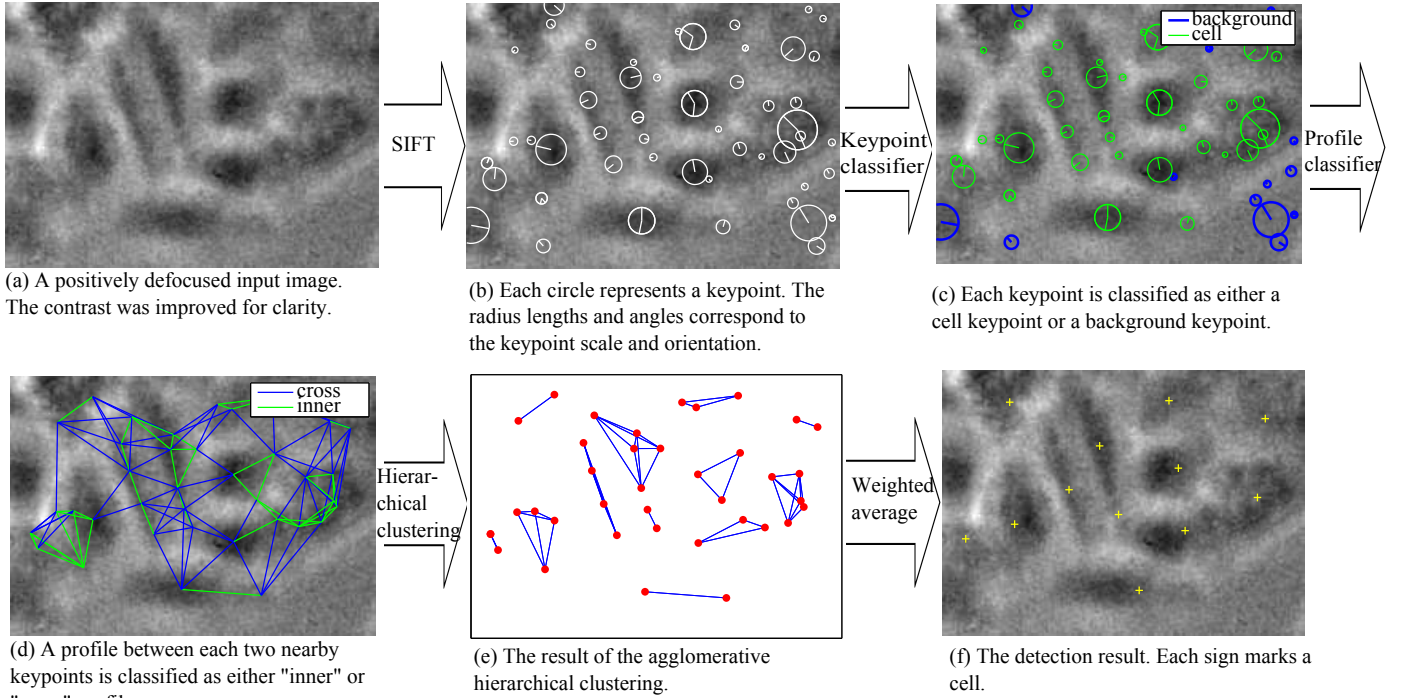 SIFT
background
cell
Keypoint
classifier
Profile
classifier
(a) A positively defocused input image.
The contrast was improved for clarity.
(b) Each circle represents a keypoint. The
radius lengths and angles correspond to
the keypoint scale and orientation.
(c) Each keypoint is classified as either a
cell keypoint or a background keypoint.
cross
inner
Hierar-
chical
clustering
Weighted
average
(d) A profile between each two nearby
keypoints is classified as either "inner" or
(e) The result of the agglomerative
hierarchical clustering.
(f) The detection result. Each sign marks a
cell.